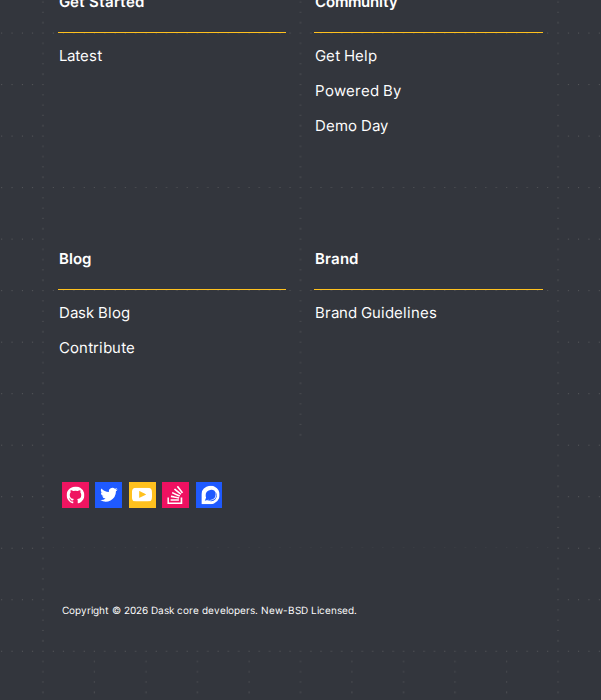 Get Started
Latest
Community
Get Help
Powered By
Demo Day
Blog
Dask Blog
Contribute
Brand
Brand Guidelines
Copyright © 2026 Dask core developers. New-BSD Licensed.